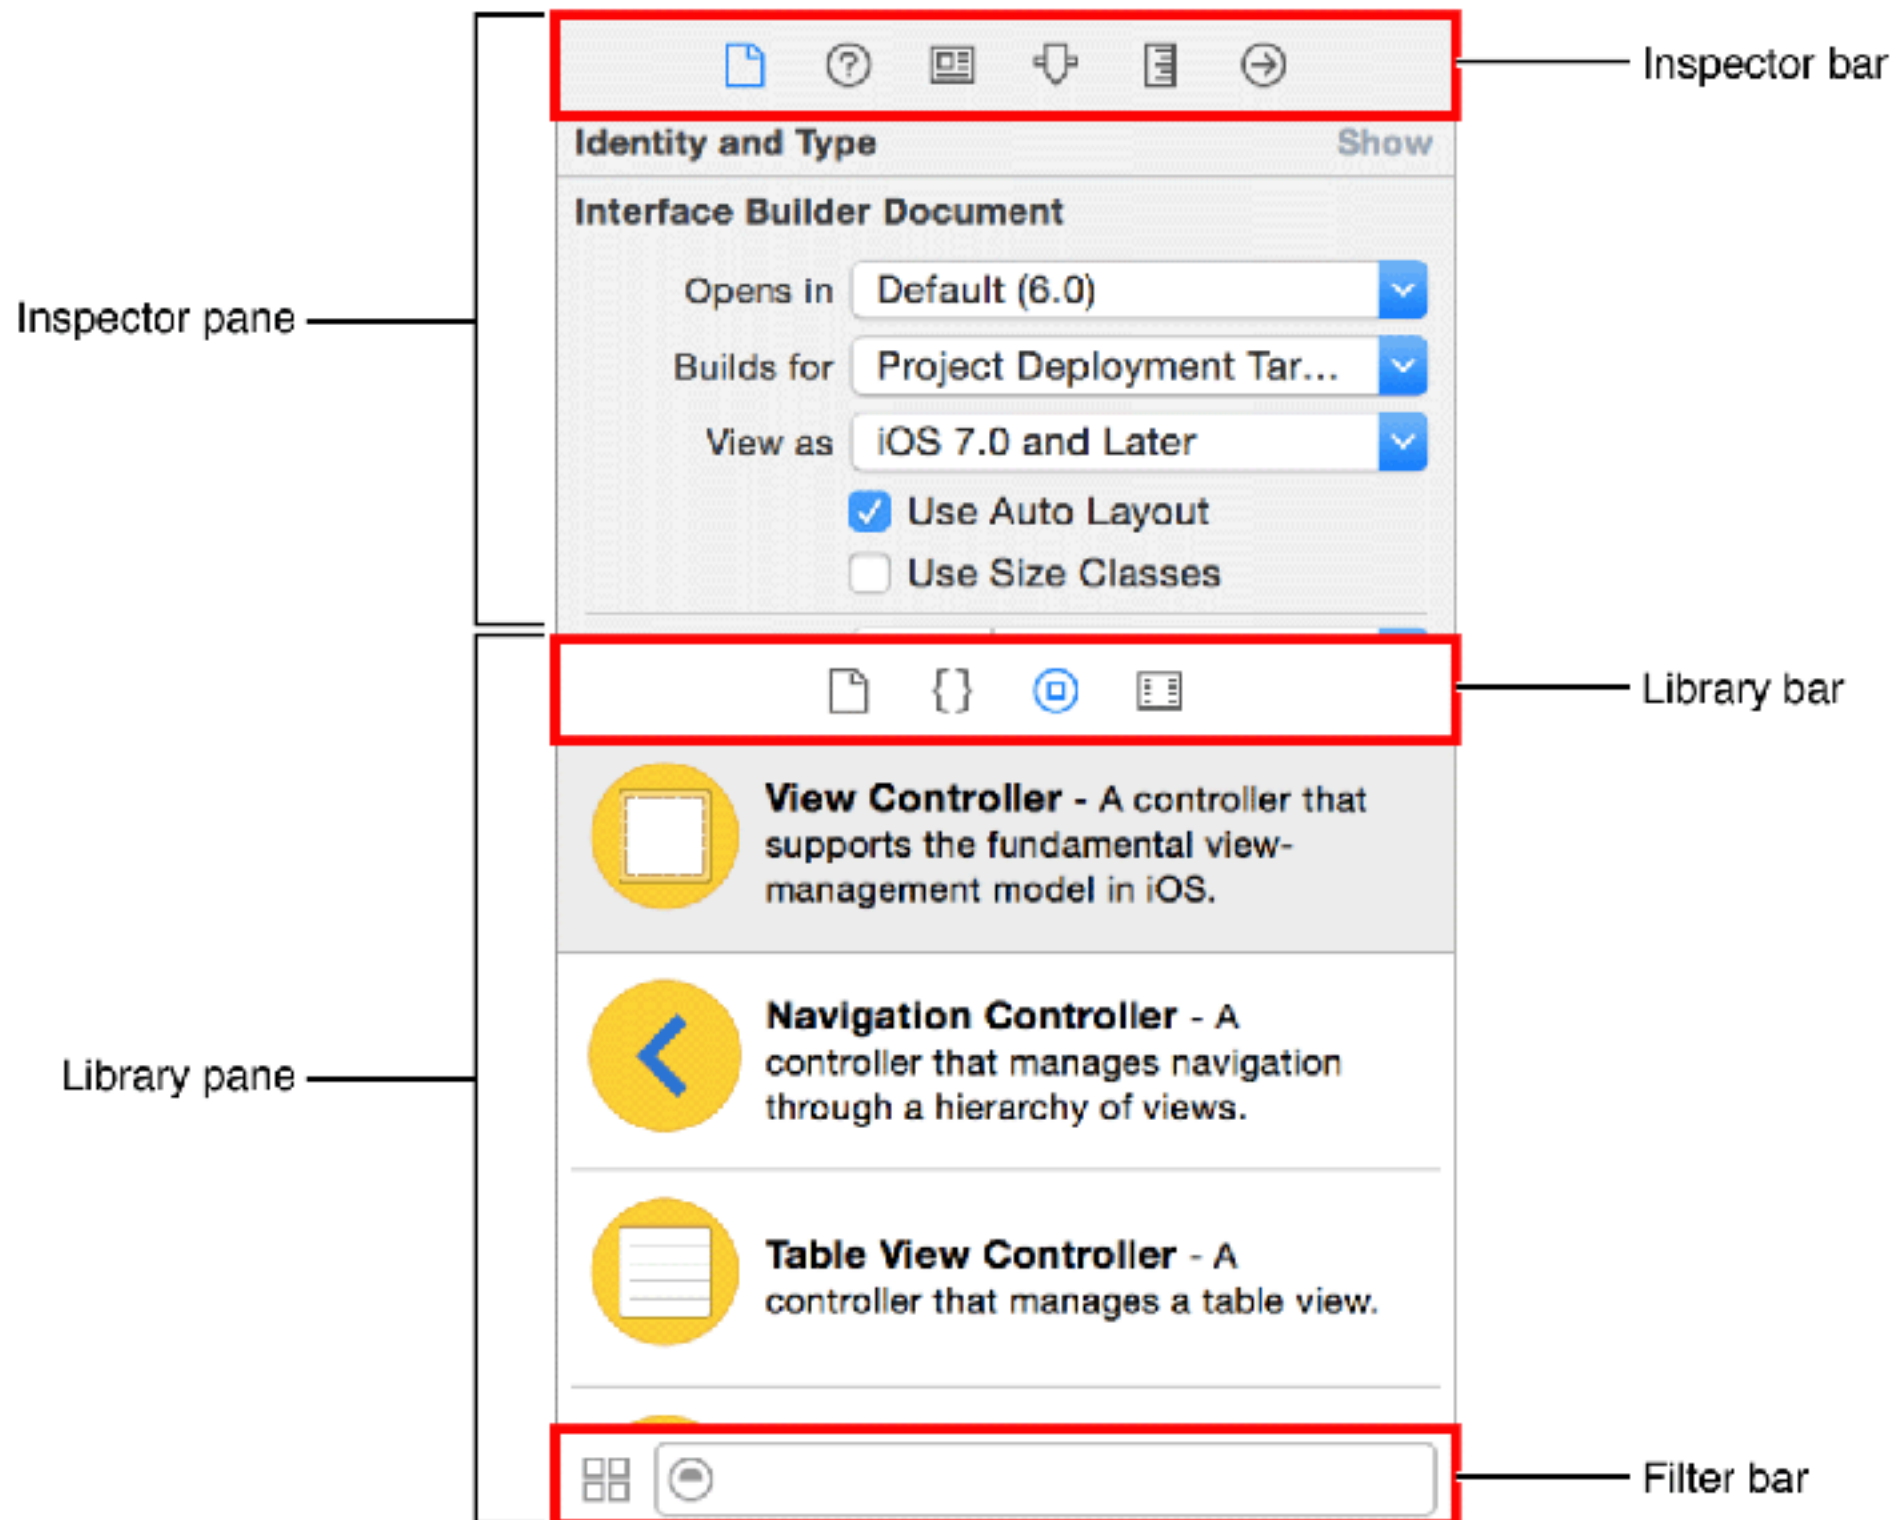 Inspector bar
Identity and Type Show
Interface Builder Document
Opens in Default (6.0)
Inspector pane
Builds for Project Deployment Tar...
View as iOS 7.0 and Later
Use Auto Layout
Use Size Classes
Library bar
{}
View Controller - A controller that
supports the fundamental view-
management model in iOS.
Navigation Controller - A
controller that manages navigation
through a hierarchy of views.
Library pane
Table View Controller - A
controller that manages a table view.
Filter bar